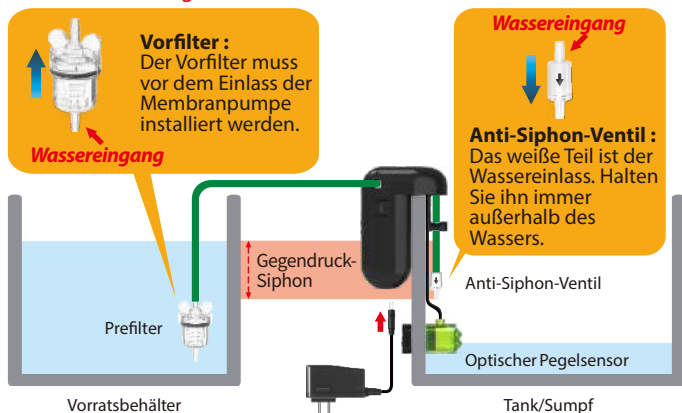 Vorfilter :
Der Vorfilter muss
vor dem Einlass der
Membranpumpe
installiert werden.
Wassereingang
Wassereingang
Anti-Siphon-Ventil :
Das weiße Teil ist der
Wassereinlass. Halten
Sie ihn immer
außerhalb des
Wassers.
Gegendruck-
Siphon
Anti-Siphon-Ventil
Prefilter
Optischer Pegelsensor
Vorratsbehälter
Tank/Sumpf